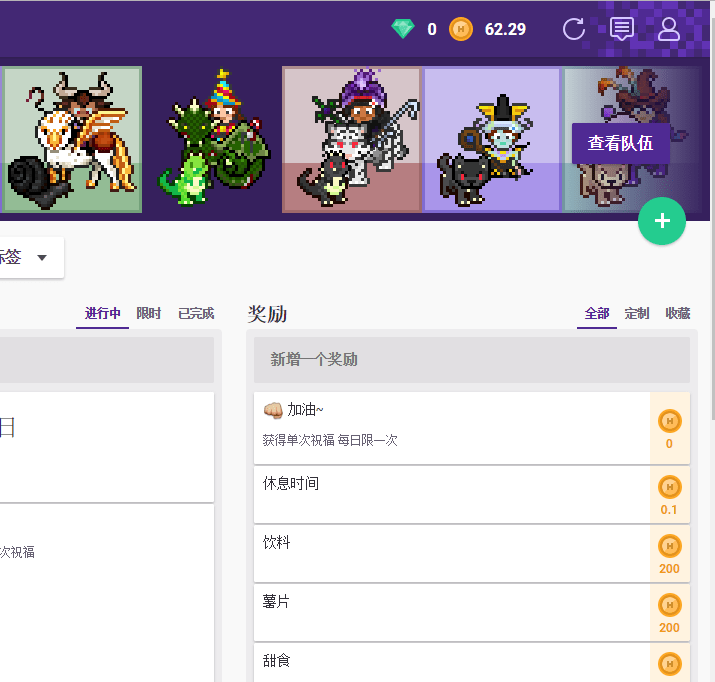 0 62.29
查看队伍
标签
进行中 限时 已完成
奖励
全部 定制 收藏
新增一个奖励
日
加油~
获得单次祝福 每日限一次
0
休息时间
0.1
饮料
200
次祝福
薯片
200
甜食